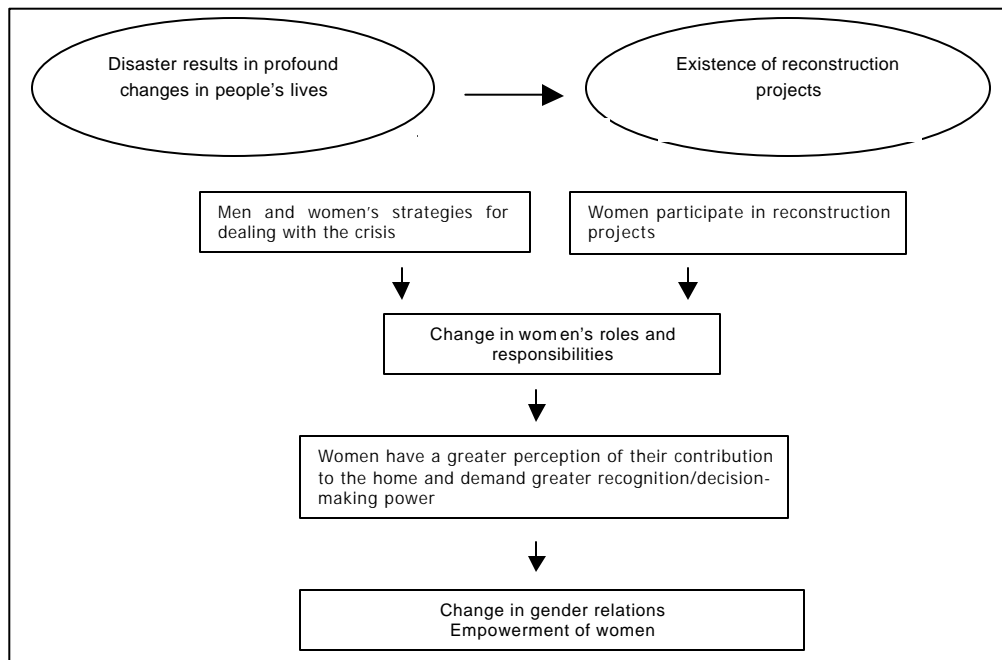 Disaster results in profound
changes in people's lives
Existence of reconstruction
projects
Men and women's strategies for
dealing with the crisis
Women participate in reconstruction
projects
Change in women's roles and
responsibilities
Women have a greater perception of their contribution
to the home and demand greater recognition/decision-
making power
Change in gender relations
Empowerment of women